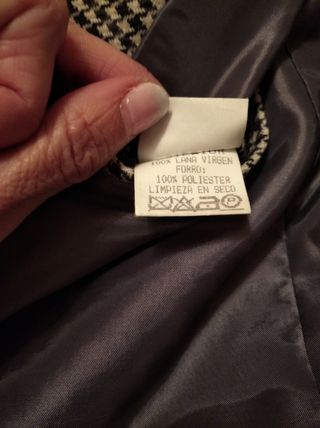 100% LANA VIRGEN
FORRO:
100% POLIESTER
LIMPIEZA EN SECO
P